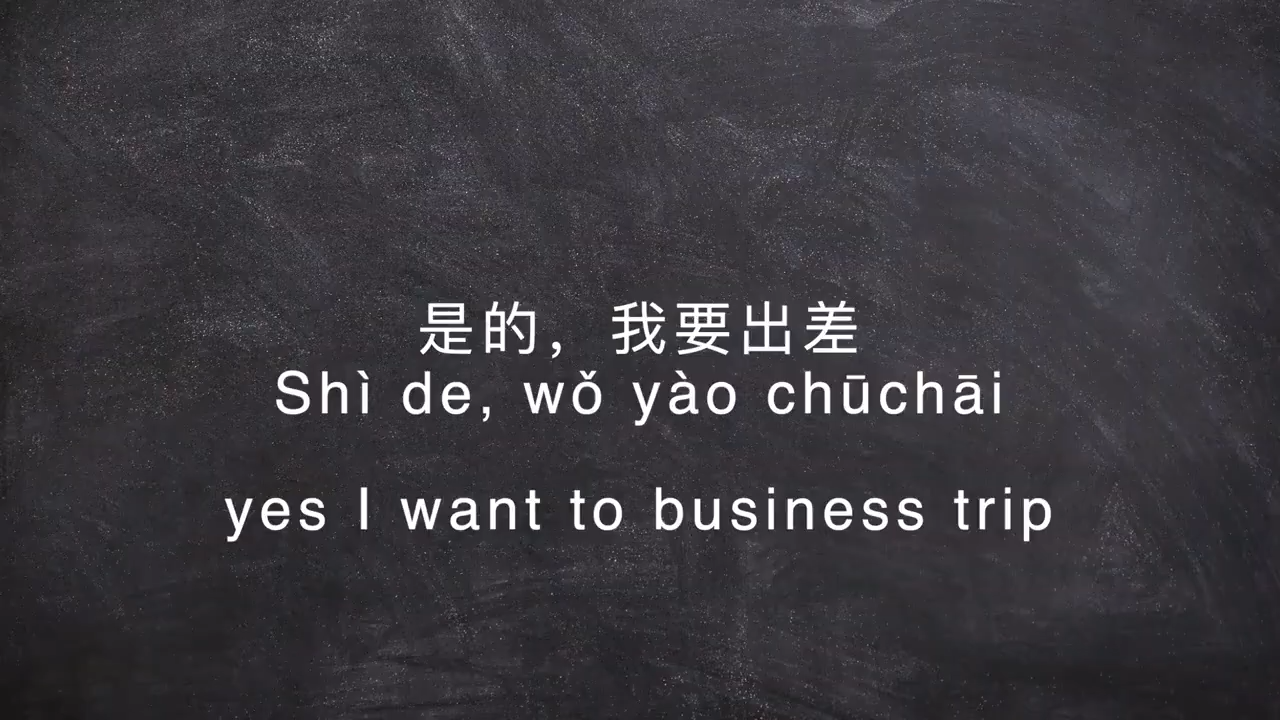 是的，我要出差
Shì de, wǒ yào chūchāi
yes I want to business trip